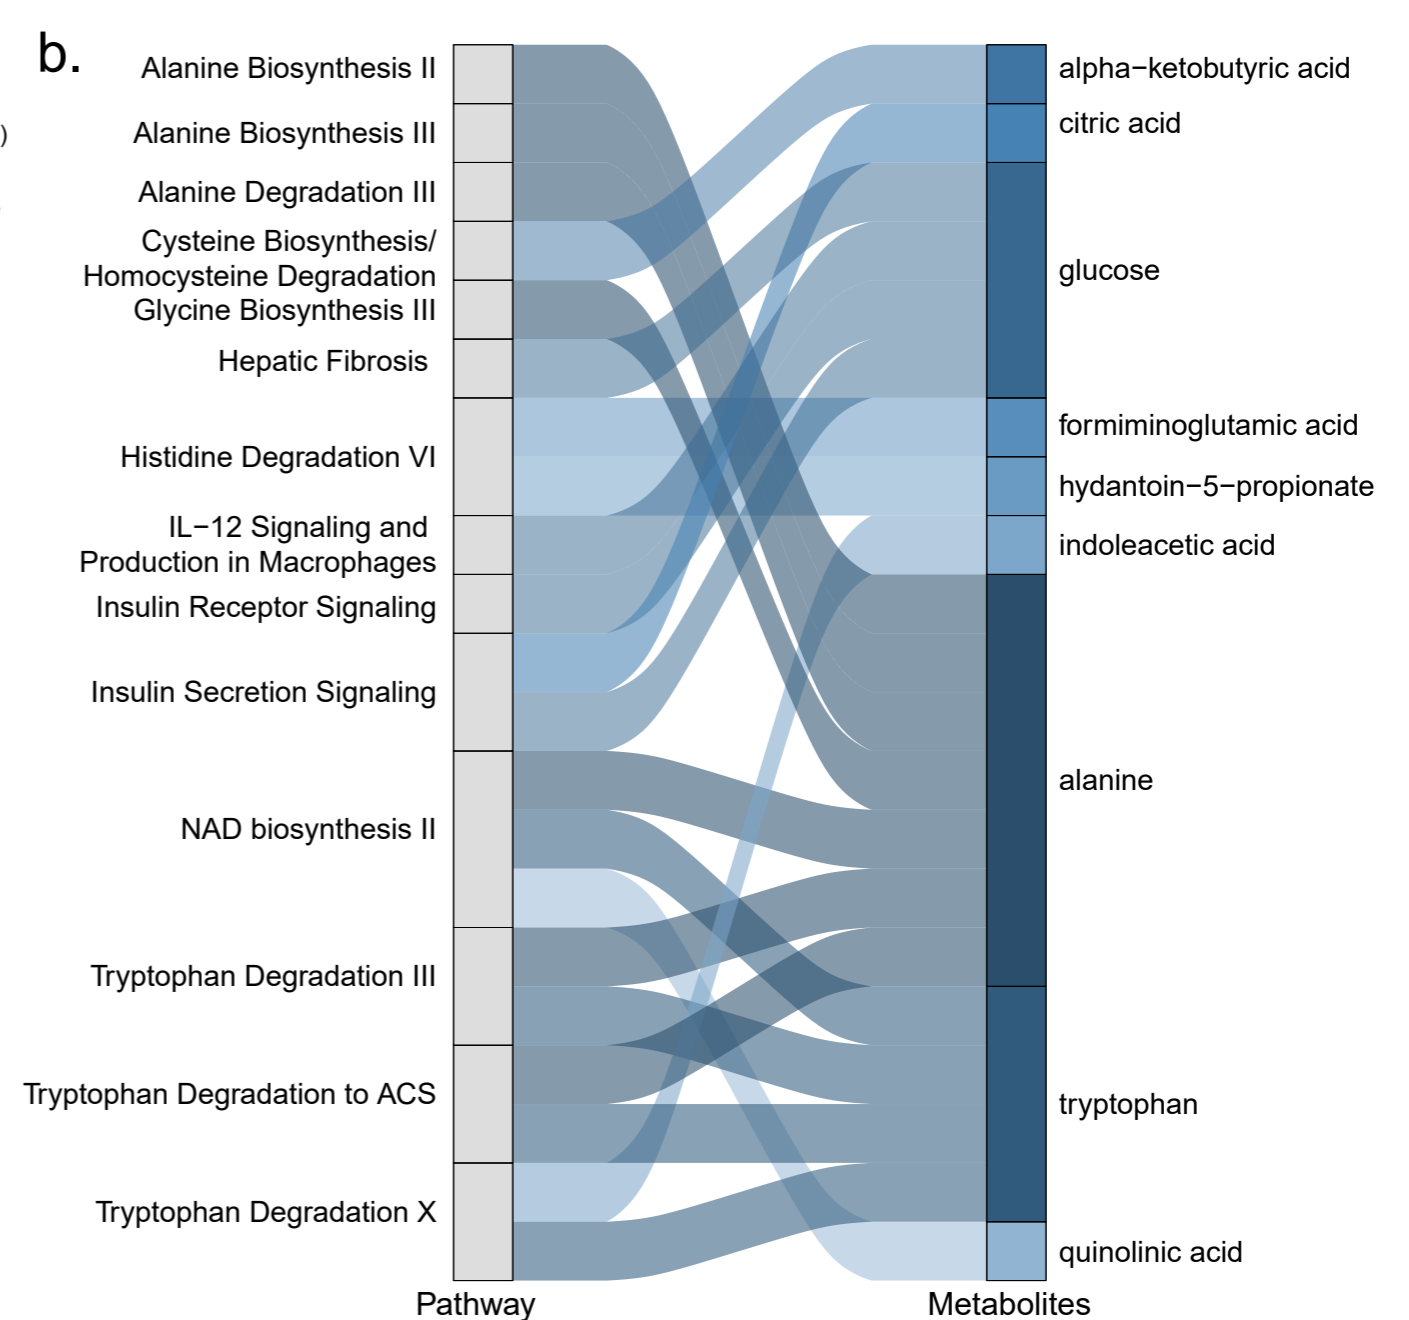 b.
)
Alanine Biosynthesis II
Alanine Biosynthesis III
Alanine Degradation III
Cysteine Biosynthesis/
Homocysteine Degradation
Glycine Biosynthesis III
Hepatic Fibrosis
Histidine Degradation VI
IL−12 Signaling and
Production in Macrophages
Insulin Receptor Signaling
Insulin Secretion Signaling
NAD biosynthesis II
Tryptophan Degradation III
Tryptophan Degradation to ACS
Tryptophan Degradation X
Pathway
alpha−ketobutyric acid
citric acid
glucose
formiminoglutamic acid
hydantoin−5−propionate
indoleacetic acid
alanine
tryptophan
quinolinic acid
Metabolites